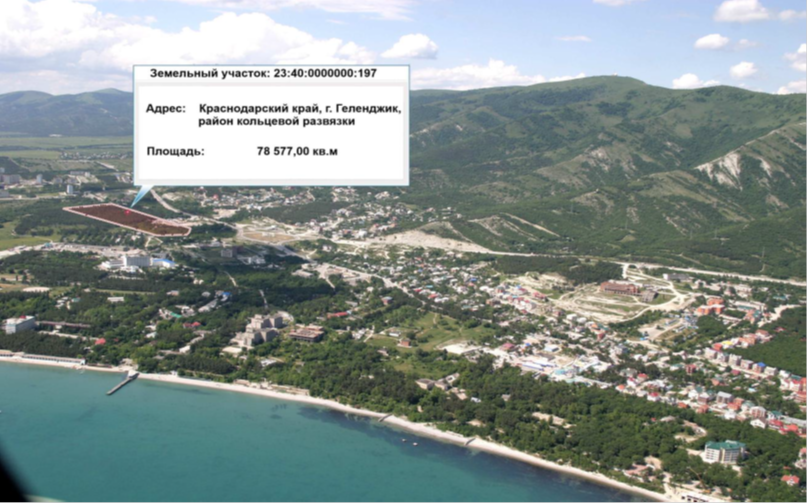 Земельный участок: 23:40:0000000:197
Адрес: Краснодарский край, г. Геленджик,
район кольцевой развязки
Площадь: 78 577,00 кв.м